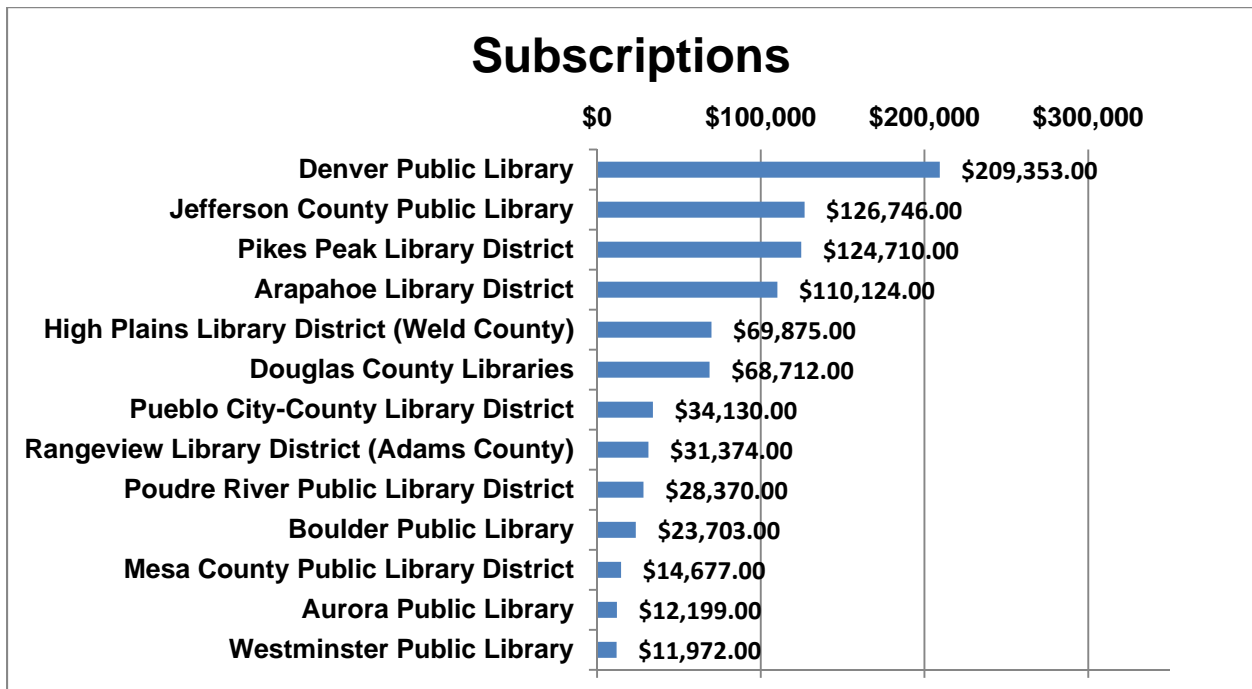 Subscriptions
$0 $100,000 $200,000 $300,000
Denver Public Library $209,353.00
Jefferson County Public Library $126,746.00
Pikes Peak Library District $124,710.00
Arapahoe Library District $110,124.00
High Plains Library District (Weld County) $69,875.00
Douglas County Libraries $68,712.00
Pueblo City-County Library District $34,130.00
Rangeview Library District (Adams County) $31,374.00
Poudre River Public Library District $28,370.00
Boulder Public Library $23,703.00
Mesa County Public Library District $14,677.00
Aurora Public Library $12,199.00
Westminster Public Library $11,972.00